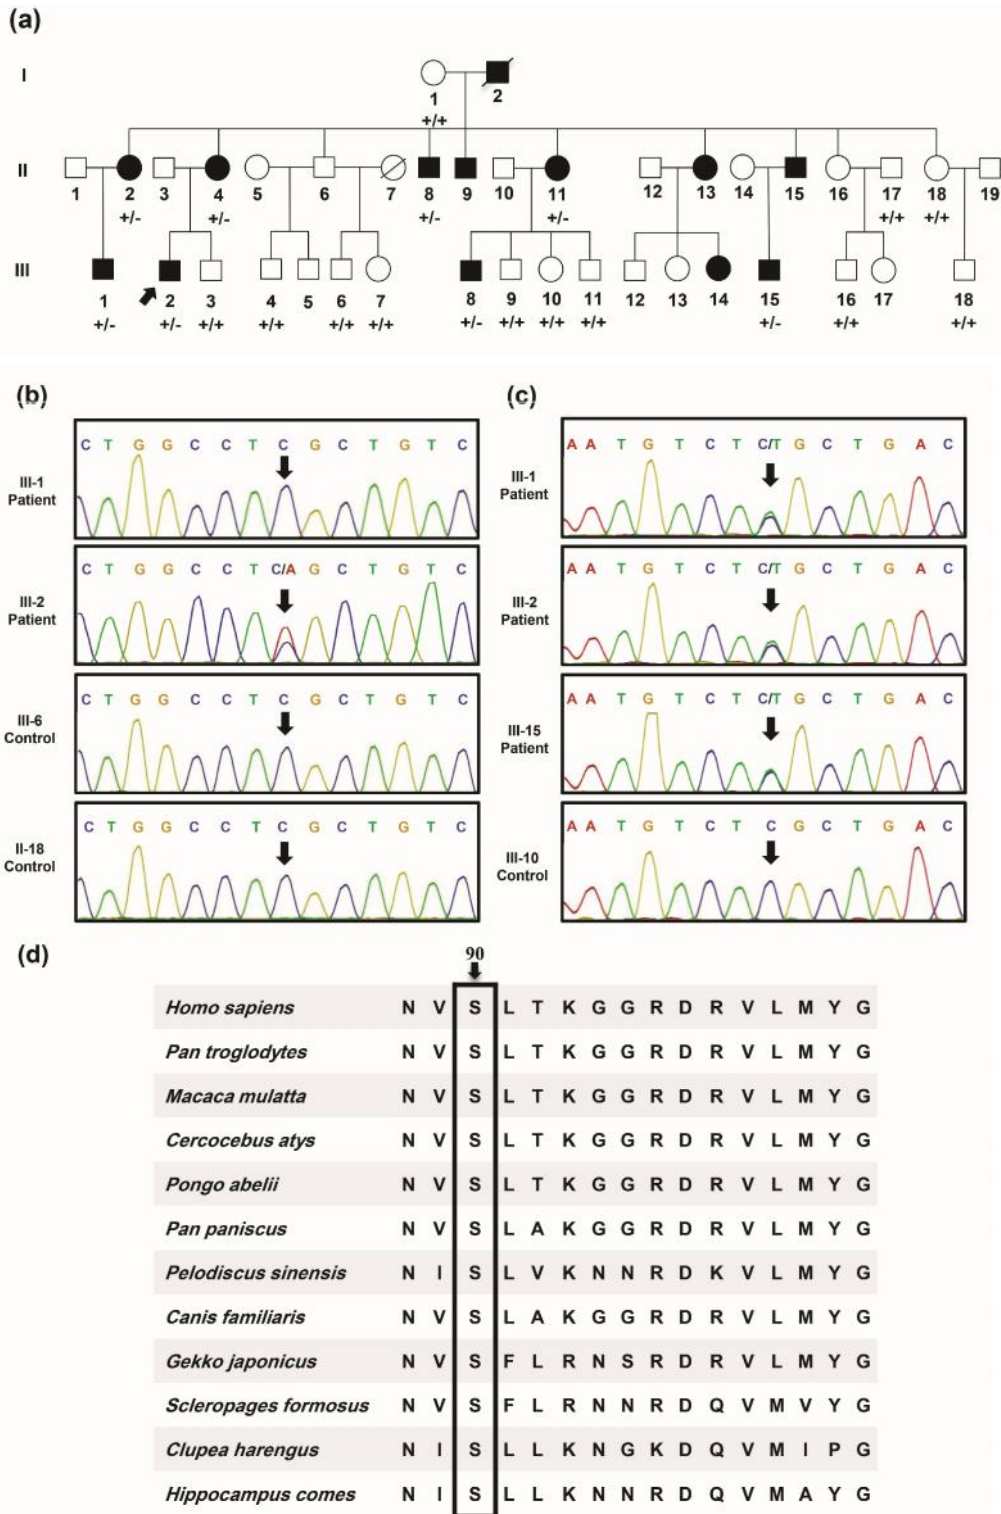 (a)
I
1 2
+/+
II
1 2 3 4 5 6 7 8 9 10 11 12 13 14 15 16 17 18 19
+/- +/- +/- +/- +/+ +/+
III
1 2 3 4 5 6 7 8 9 10 11 12 13 14 15 16 17 18
+/- +/- +/+ +/+ +/+ +/+ +/- +/+ +/+ +/+ +/- +/+ +/+
(b)
C T G G C C T C G C T G T C
III-1
Patient
C T G G C C T C/A G C T G T C
III-2
Patient
C T G G C C T C G C T G T C
III-6
Control
C T G G C C T C G C T G T C
II-18
Control
(c)
A A T G T C T C/T G C T G A C
III-1
Patient
A A T G T C T C/T G C T G A C
III-2
Patient
A A T G T C T C/T G C T G A C
III-15
Patient
A A T G T C T C G C T G A C
III-10
Control
(d)
90
Homo sapiens N V S L T K G G R D R V L M Y G
Pan troglodytes N V S L T K G G R D R V L M Y G
Macaca mulatta N V S L T K G G R D R V L M Y G
Cercocebus atys N V S L T K G G R D R V L M Y G
Pongo abelii N V S L T K G G R D R V L M Y G
Pan paniscus N V S L A K G G R D R V L M Y G
Pelodiscus sinensis N I S L V K N N R D K V L M Y G
Canis familiaris N V S L A K G G R D R V L M Y G
Gekko japonicus N V S F L R N S R D R V L M Y G
Scleropages formosus N V S F L R N N R D Q V M V Y G
Clupea harengus N I S L L K N G K D Q V M I P G
Hippocampus comes N I S L L K N N R D Q V M A Y G